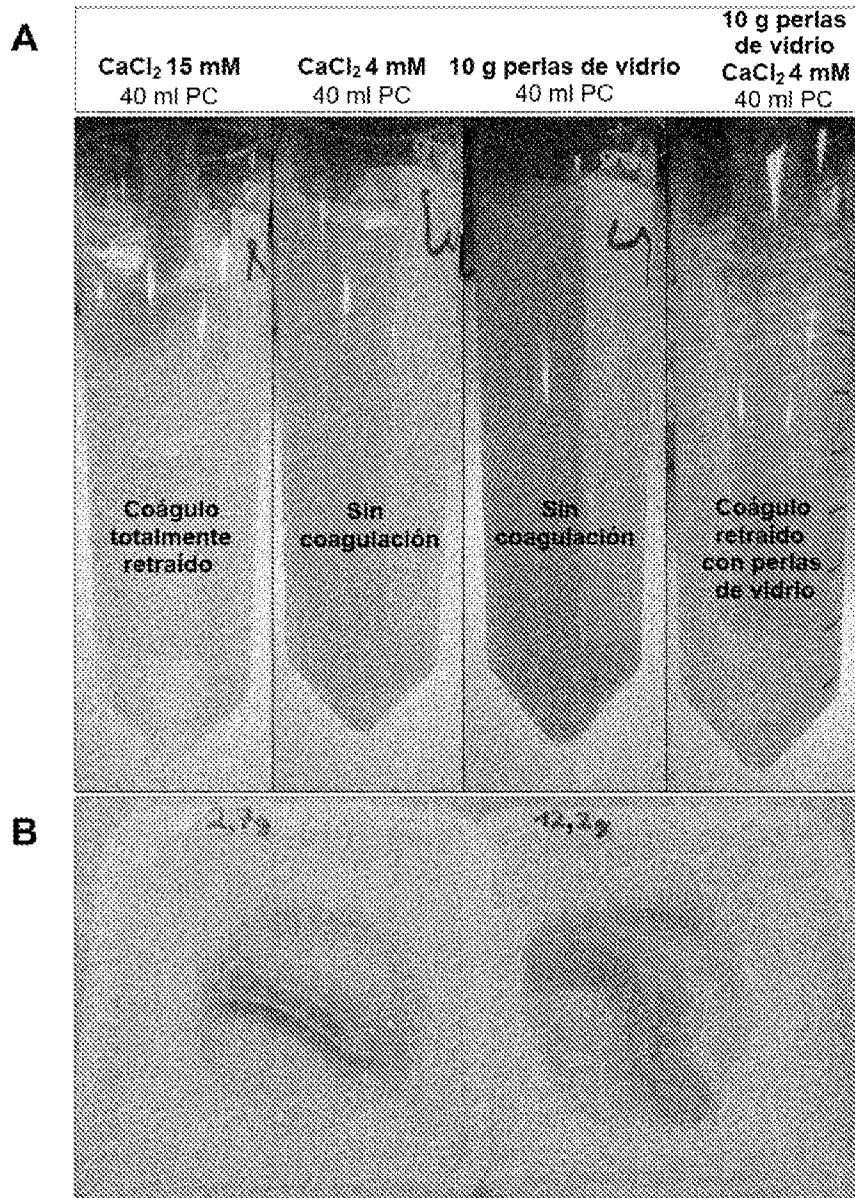 A
CaCl₂ 15 mM
40 ml PC
CaCl₂ 4 mM
40 ml PC
10 g perlas de vidrio
40 ml PC
10 g perlas
de vidrio
CaCl₂ 4 mM
40 ml PC
Coágulo
totalmente
retraído
Sin
coagulación
Sin
coagulación
Coágulo
retraído
con perlas
de vidrio
B
12,2g